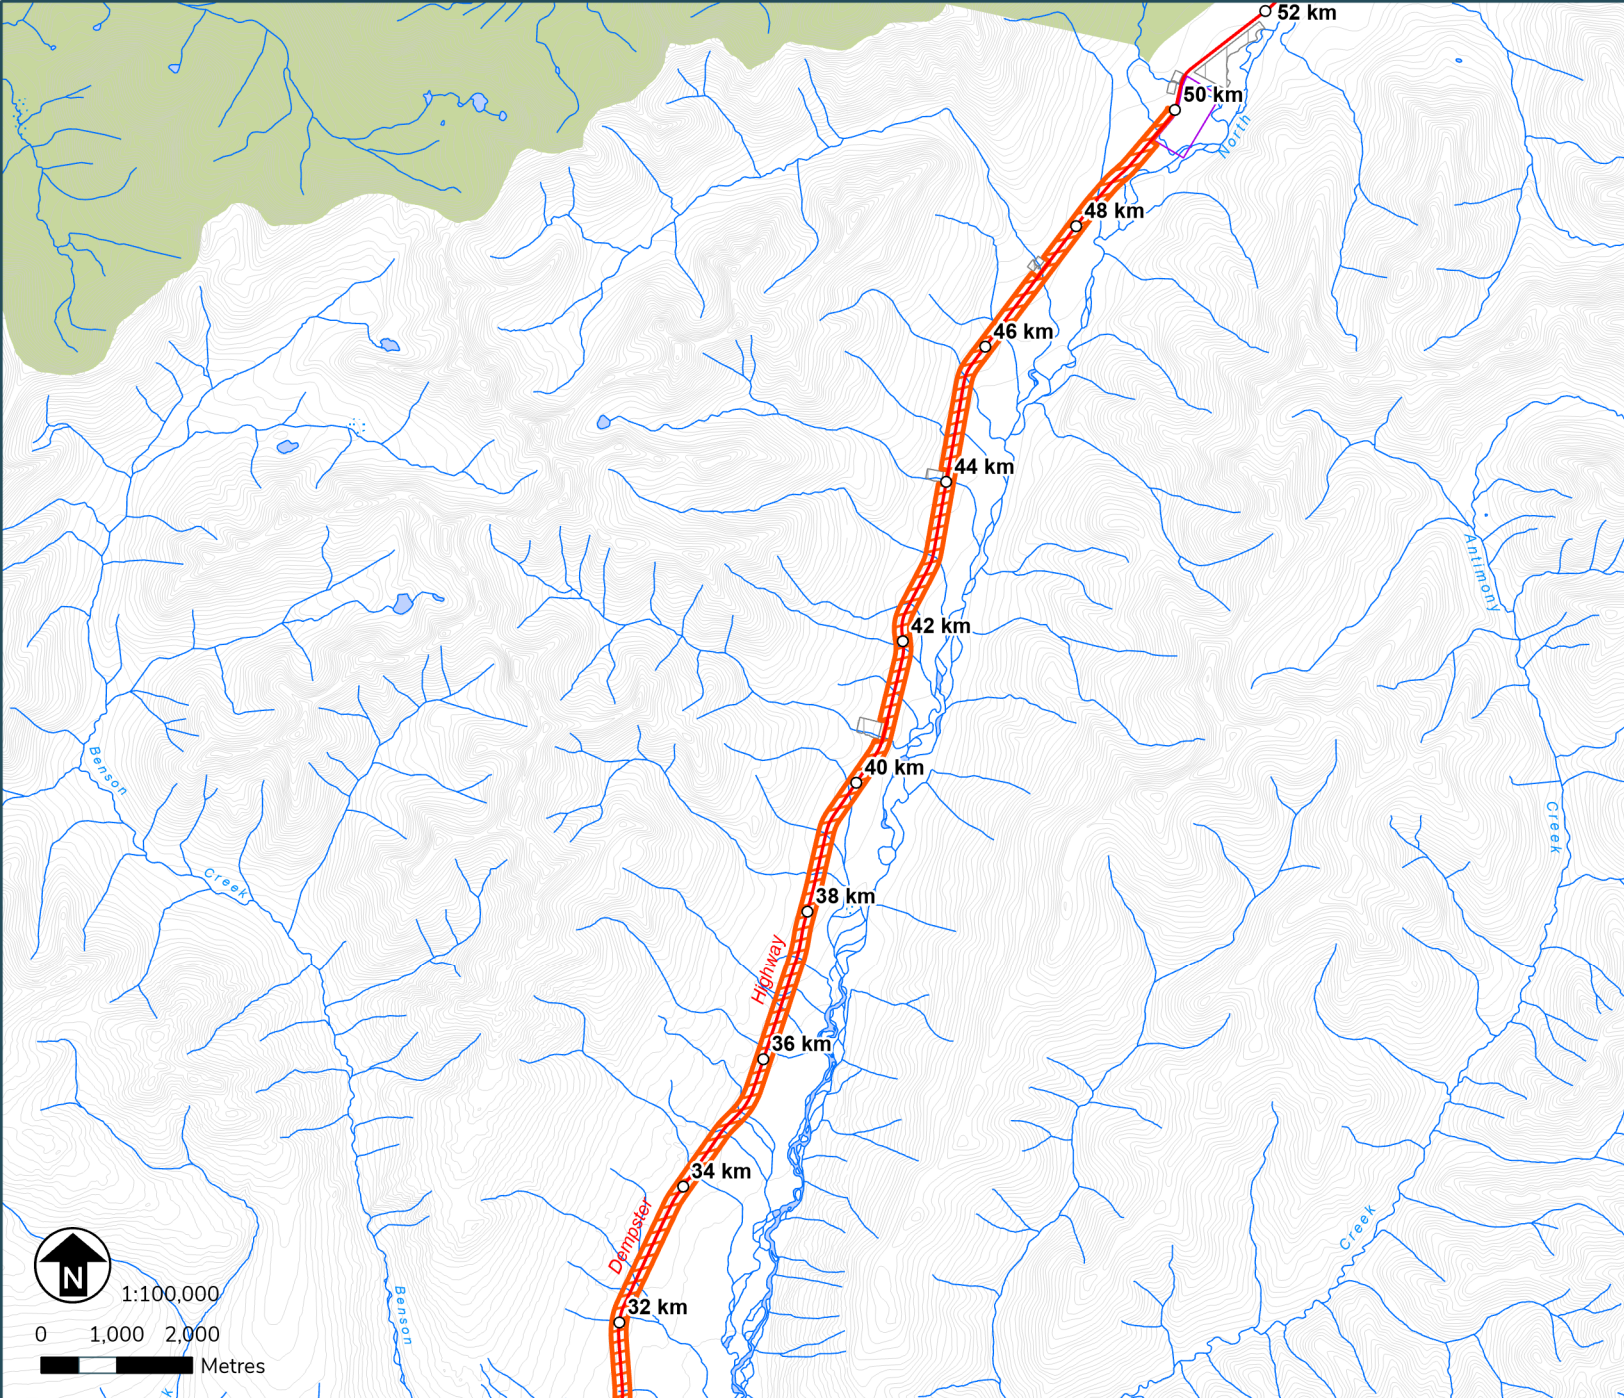 52 km
50 km
North
48 km
46 km
44 km
Antimony
42 km
Benson
40 km
Creek
Creek
38 km
Highway
36 km
34 km
Dempster
Creek
N
1:100,000
Benson
32 km
0 1,000 2,000
Metres
k